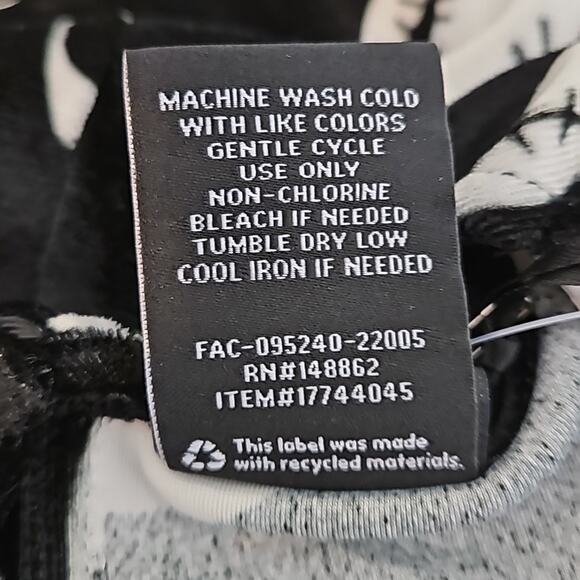 MACHINE WASH COLD
WITH LIKE COLORS
GENTLE CYCLE
USE ONLY
NON-CHLORINE
BLEACH IF NEEDED
TUMBLE DRY LOW
COOL IRON IF NEEDED
FAC-095240-22005
RN#148862
ITEM#17744045
This label was made
with recycled materials.